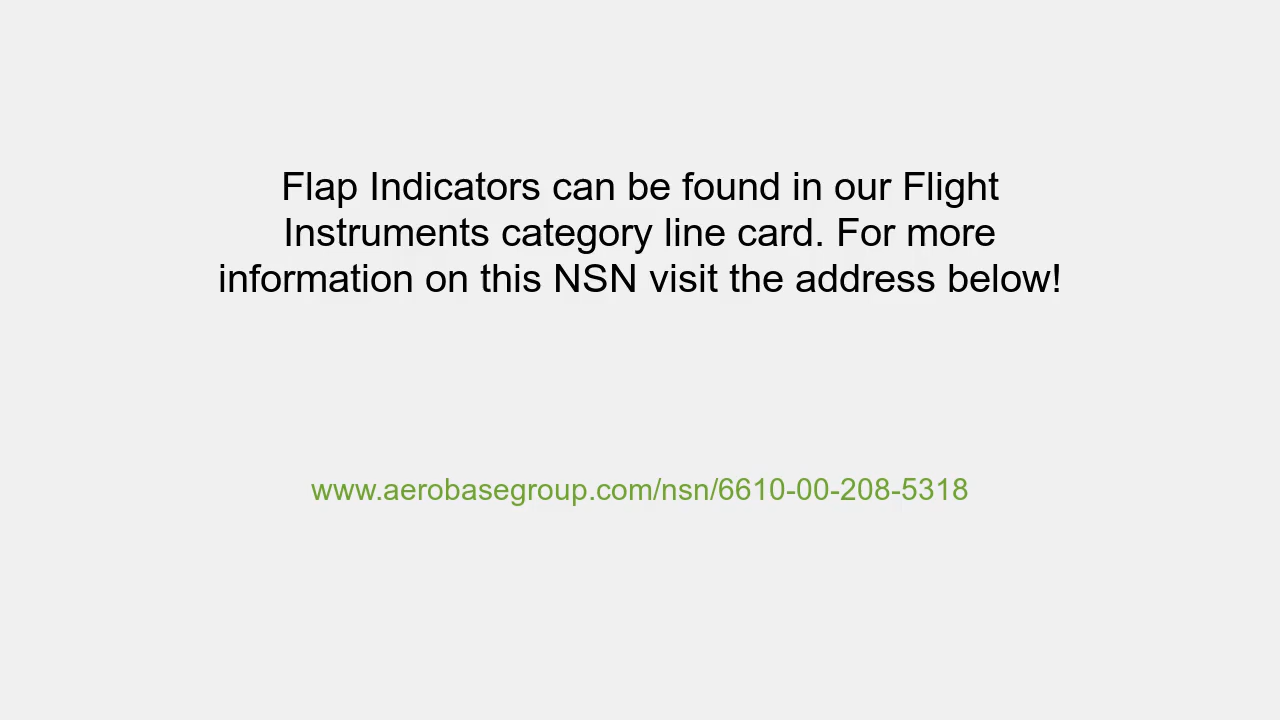 Flap Indicators can be found in our Flight
Instruments category line card. For more
information on this NSN visit the address below!
www.aerobasegroup.com/nsn/6610-00-208-5318